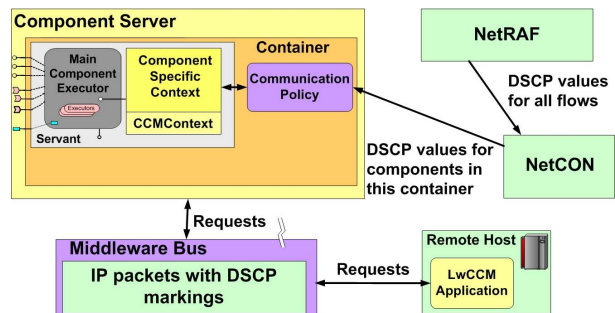 Component Server
Container
Main
Component
Executor
Executors
Servant
Component
Specific
Context
CCMContext
Communication
Policy
NetRAF
DSCP values
for all flows
NetCON
DSCP values for
components in
this container
Requests
Middleware Bus
IP packets with DSCP
markings
Requests
Remote Host
LwCCM
Application